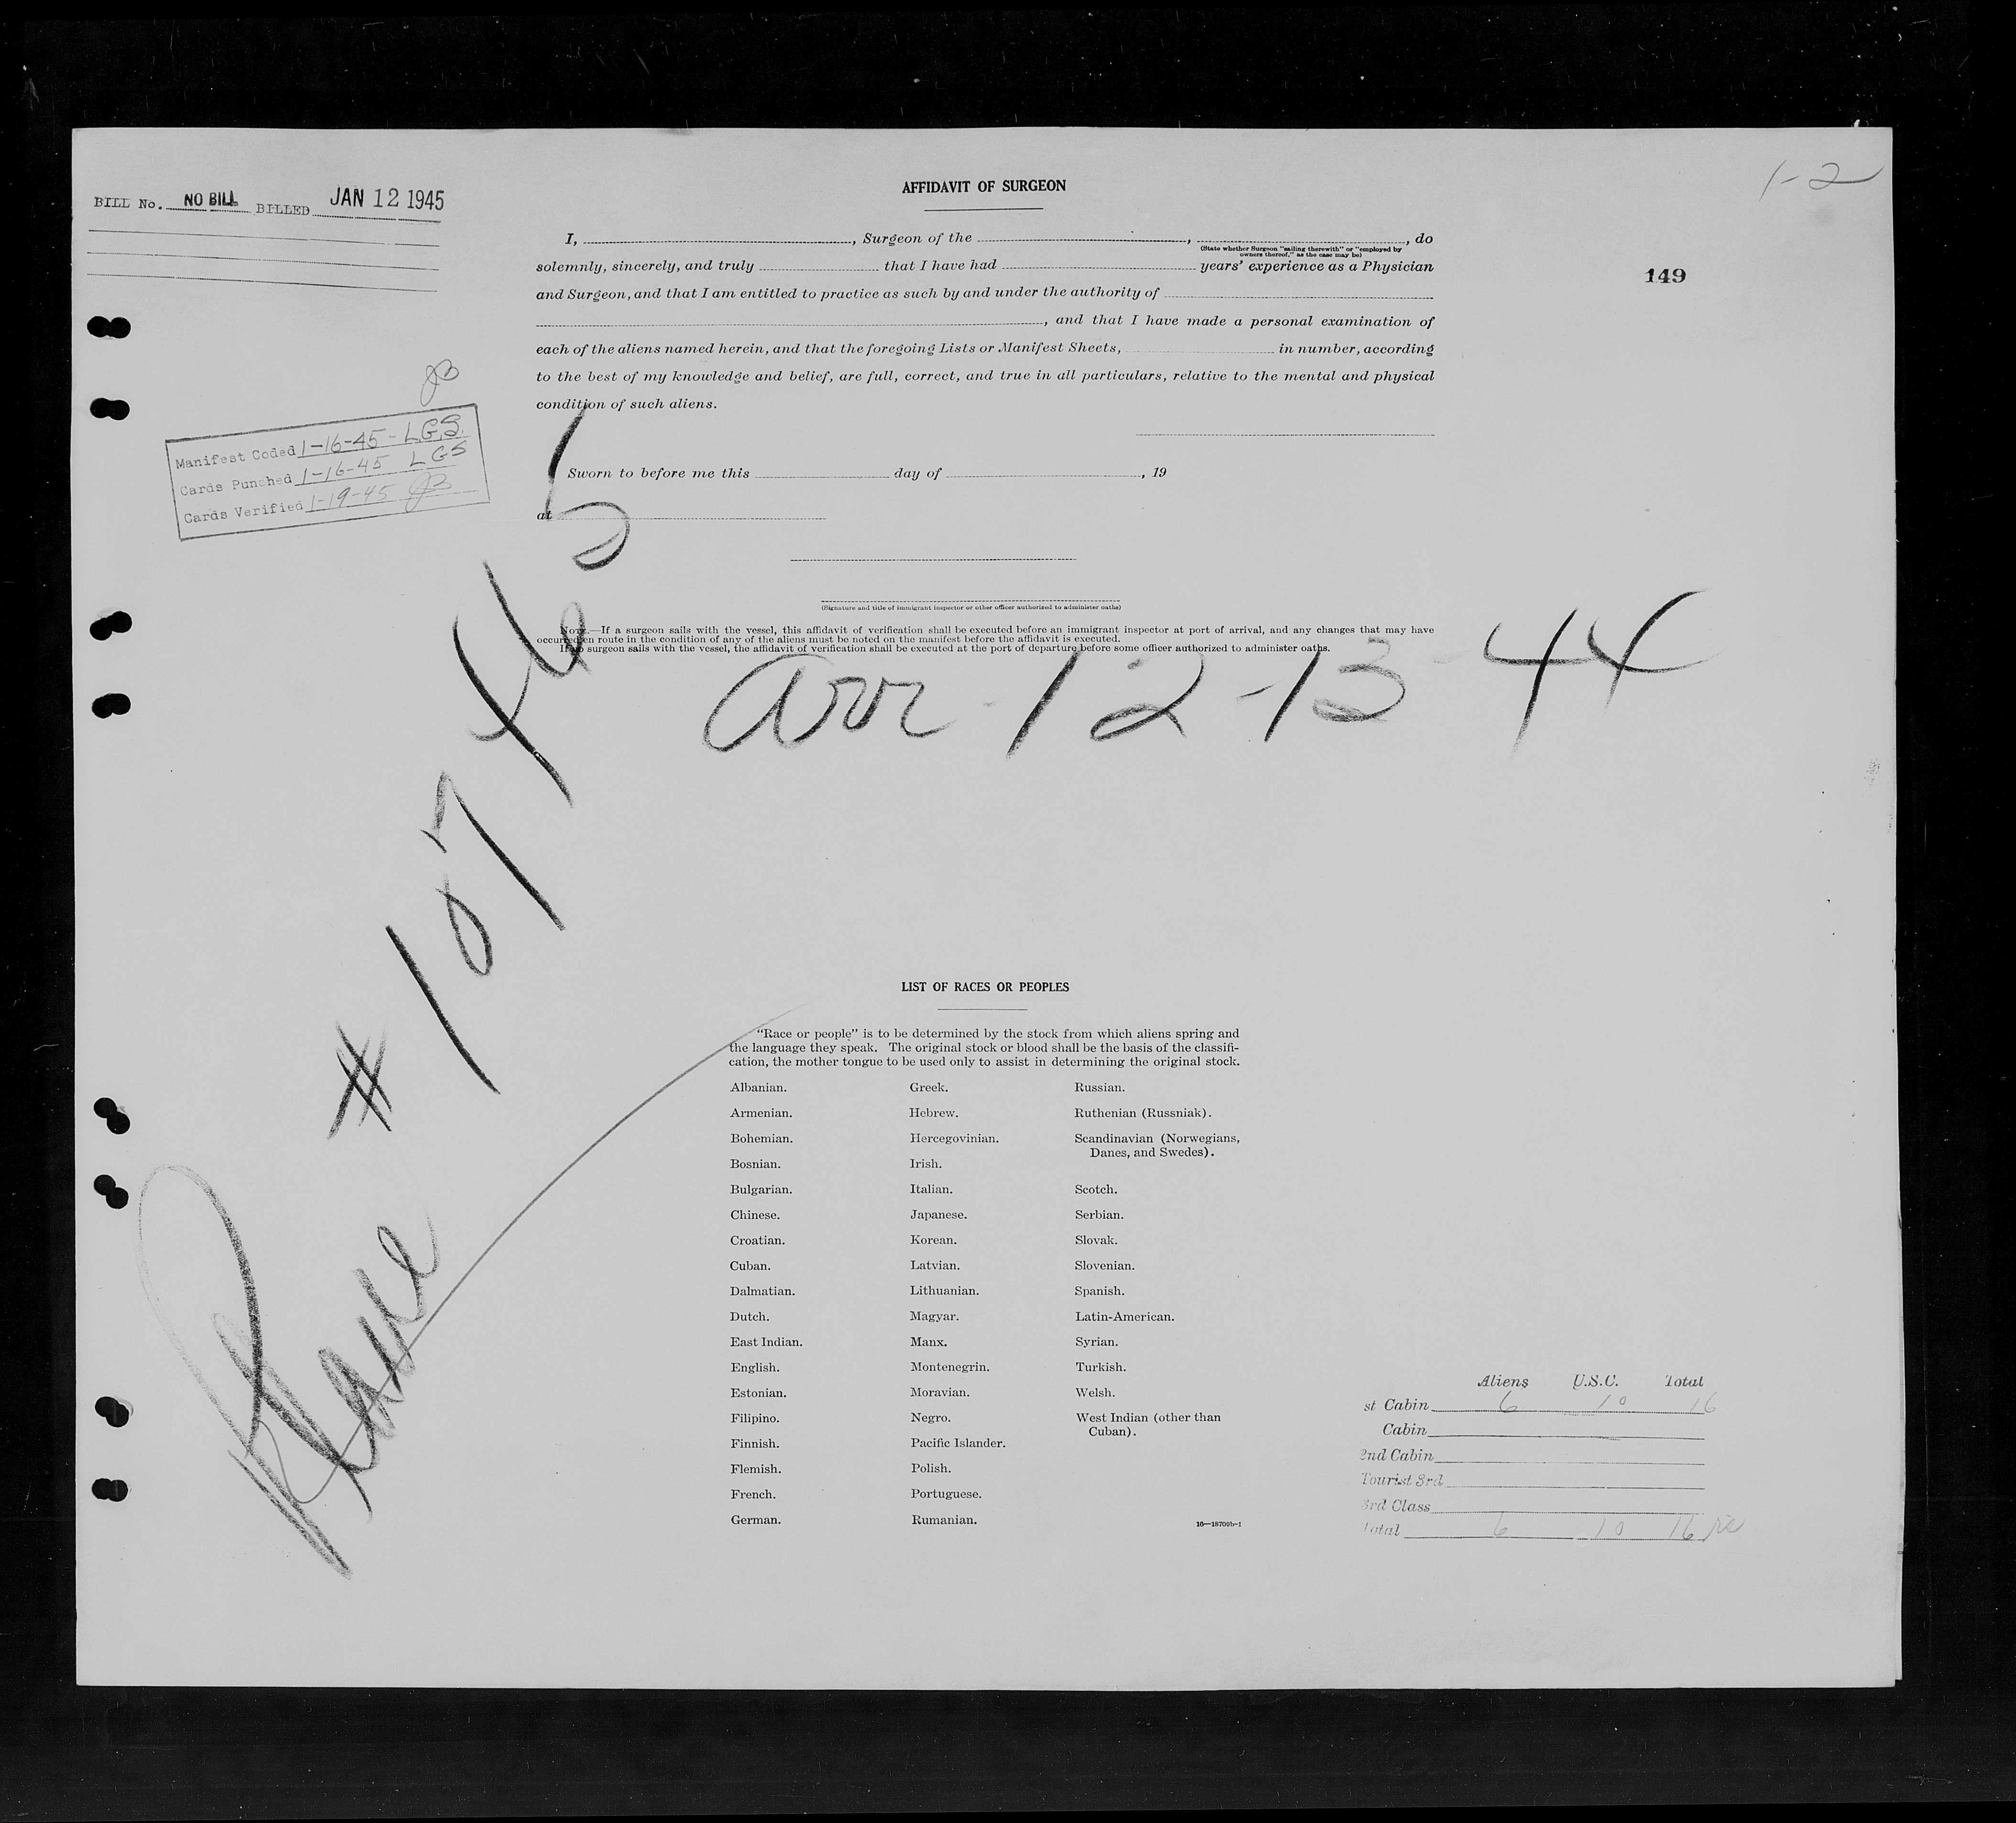 1-2
BILL No. NO BILL BILLED JAN 12 1945
149
AFFIDAVIT OF SURGEON
I, , Surgeon of the , , do
(State whether Surgeon "sailing therewith" or "employed by
owners thereof," as the case may be)
solemnly, sincerely, and truly that I have had years' experience as a Physician
and Surgeon, and that I am entitled to practice as such by and under the authority of
, and that I have made a personal examination of
each of the aliens named herein, and that the foregoing Lists or Manifest Sheets, in number, according
to the best of my knowledge and belief, are full, correct, and true in all particulars, relative to the mental and physical
condition of such aliens.
JB
Manifest Coded 1-16-45 - L.G.S.
Cards Punched 1-16-45 LGS
Cards Verified 1-19-45 JB
Sworn to before me this day of , 19
at
(Signature and title of immigrant inspector or other officer authorized to administer oaths)
NOTE.—If a surgeon sails with the vessel, this affidavit of verification shall be executed before an immigrant inspector at port of arrival, and any changes that may have
occurred en route in the condition of any of the aliens must be noted on the manifest before the affidavit is executed.
If no surgeon sails with the vessel, the affidavit of verification shall be executed at the port of departure before some officer authorized to administer oaths.
arr - 12-13-44
Plane # 107465
LIST OF RACES OR PEOPLES
"Race or people" is to be determined by the stock from which aliens spring and
the language they speak. The original stock or blood shall be the basis of the classifi-
cation, the mother tongue to be used only to assist in determining the original stock.
Albanian.
Armenian.
Bohemian.
Bosnian.
Bulgarian.
Chinese.
Croatian.
Cuban.
Dalmatian.
Dutch.
East Indian.
English.
Estonian.
Filipino.
Finnish.
Flemish.
French.
German.
Greek.
Hebrew.
Hercegovinian.
Irish.
Italian.
Japanese.
Korean.
Latvian.
Lithuanian.
Magyar.
Manx.
Montenegrin.
Moravian.
Negro.
Pacific Islander.
Polish.
Portuguese.
Rumanian.
Russian.
Ruthenian (Russniak).
Scandinavian (Norwegians,
Danes, and Swedes).
Scotch.
Serbian.
Slovak.
Slovenian.
Spanish.
Latin-American.
Syrian.
Turkish.
Welsh.
West Indian (other than
Cuban).
16—18709b-1
Aliens U.S.C. Total
st Cabin 6 10 16
Cabin
2nd Cabin
Tourist 3rd
3rd Class
Total 6 10 16